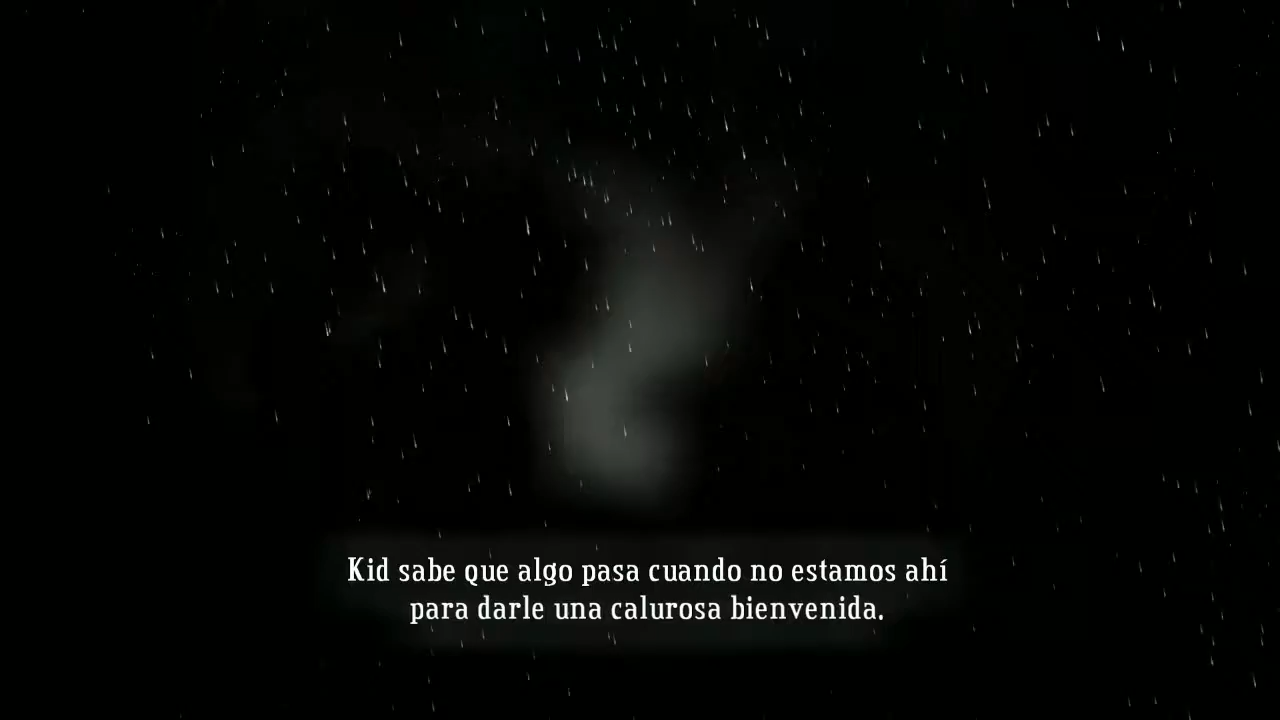 Kid sabe que algo pasa cuando no estamos ahí
para darle una calurosa bienvenida.